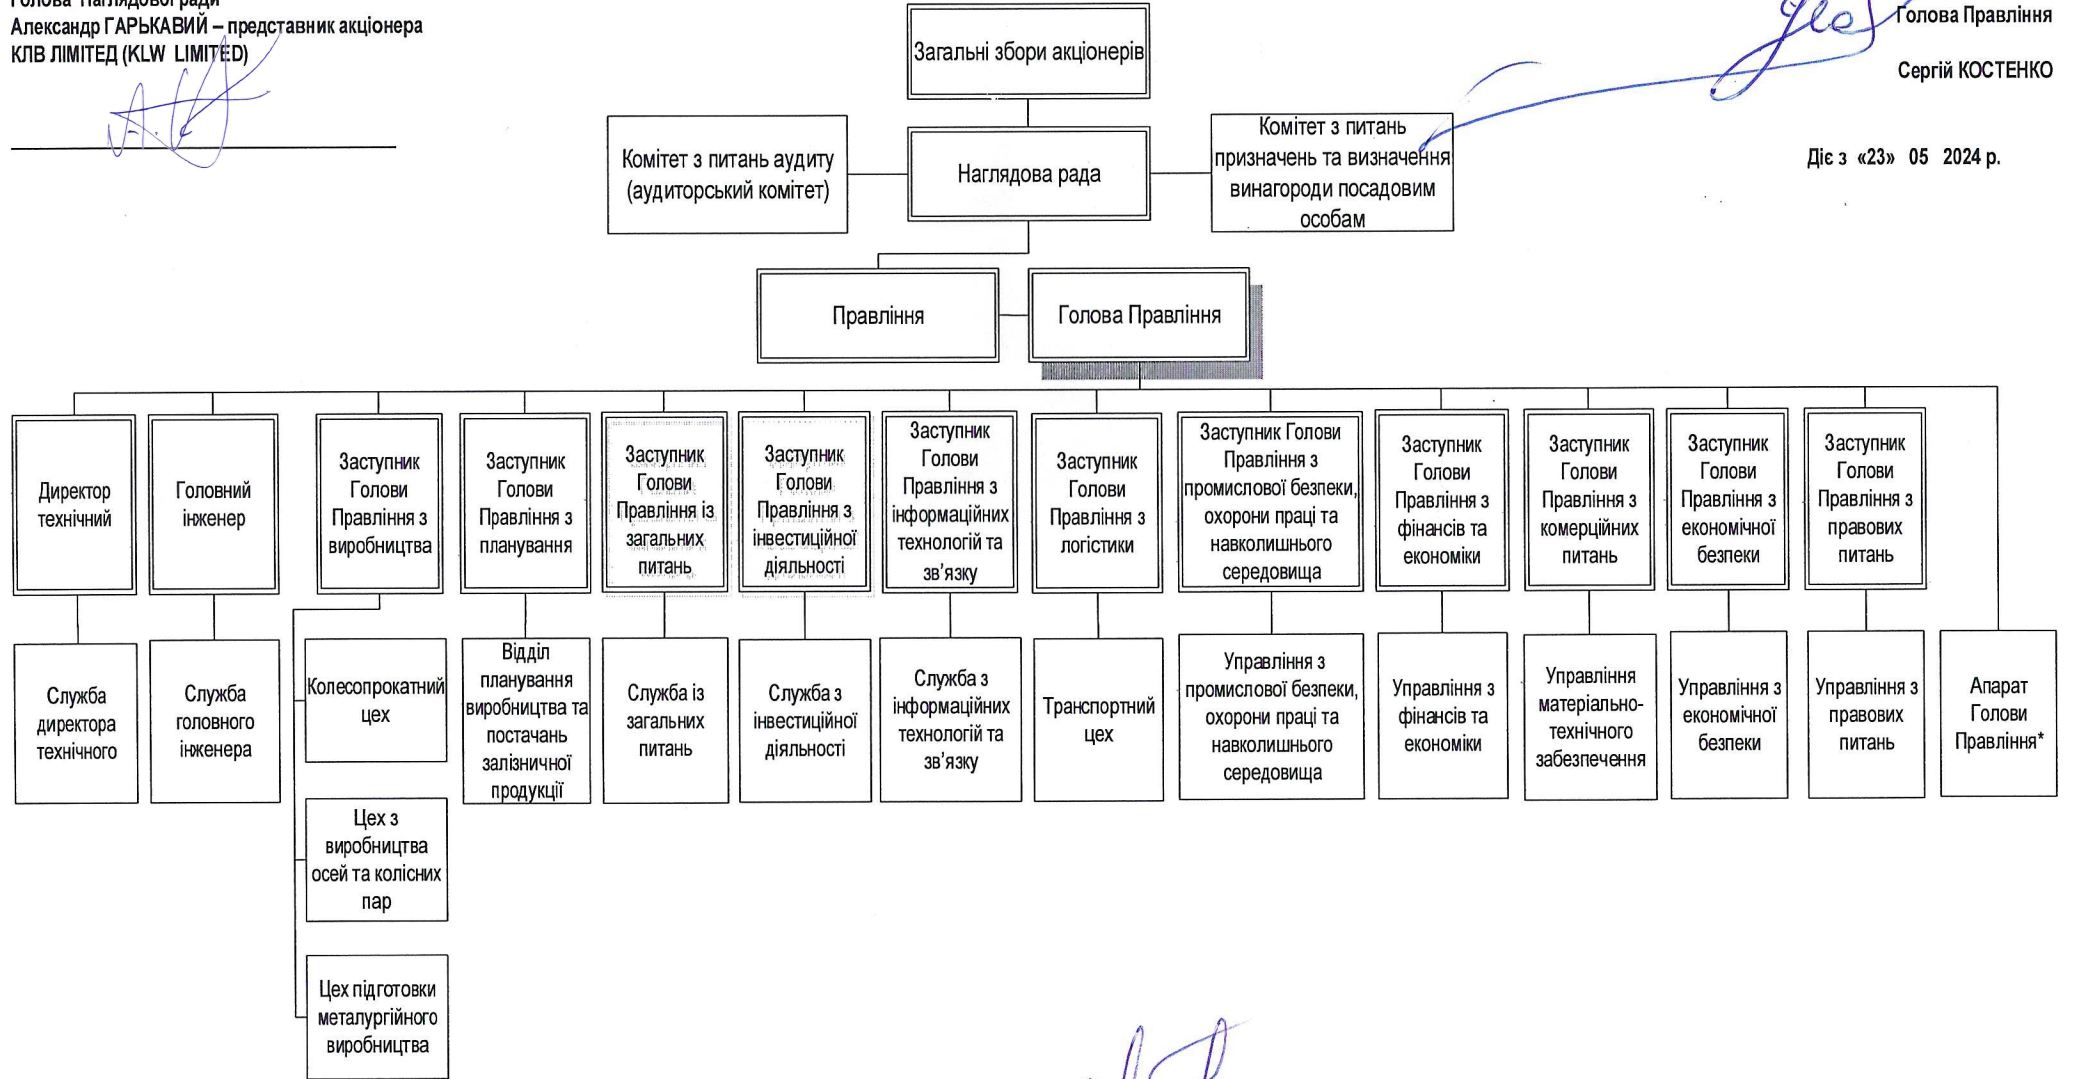 Голова Наглядової ради
Александр ГАРЬКАВИЙ – представник акціонера
КЛВ ЛІМІТЕД (KLW LIMITED)
Голова Правління
Сергій КОСТЕНКО
Діє з «23» 05 2024 р.
Загальні збори акціонерів
Комітет з питань аудиту
(аудиторський комітет)
Наглядова рада
Комітет з питань
призначень та визначення
винагороди посадовим
особам
Правління
Голова Правління
Директор
технічний
Головний
інженер
Заступник
Голови
Правління з
виробництва
Заступник
Голови
Правління з
планування
Заступник
Голови
Правління із
загальних
питань
Заступник
Голови
Правління з
інвестиційної
діяльності
Заступник
Голови
Правління з
інформаційних
технологій та
зв’язку
Заступник
Голови
Правління з
логістики
Заступник Голови
Правління з
промислової безпеки,
охорони праці та
навколишнього
середовища
Заступник
Голови
Правління з
фінансів та
економіки
Заступник
Голови
Правління з
комерційних
питань
Заступник
Голови
Правління з
економічної
безпеки
Заступник
Голови
Правління з
правових
питань
Служба
директора
технічного
Служба
головного
інженера
Колесопрокатний
цех
Відділ
планування
виробництва та
постачань
залізничної
продукції
Служба із
загальних
питань
Служба з
інвестиційної
діяльності
Служба з
інформаційних
технологій та
зв’язку
Транспортний
цех
Управління з
промислової безпеки,
охорони праці та
навколишнього
середовища
Управління з
фінансів та
економіки
Управління
матеріально-
технічного
забезпечення
Управління з
економічної
безпеки
Управління з
правових
питань
Апарат
Голови
Правління*
Цех з
виробництва
осей та колісних
пар
Цех підготовки
металургійного
виробництва